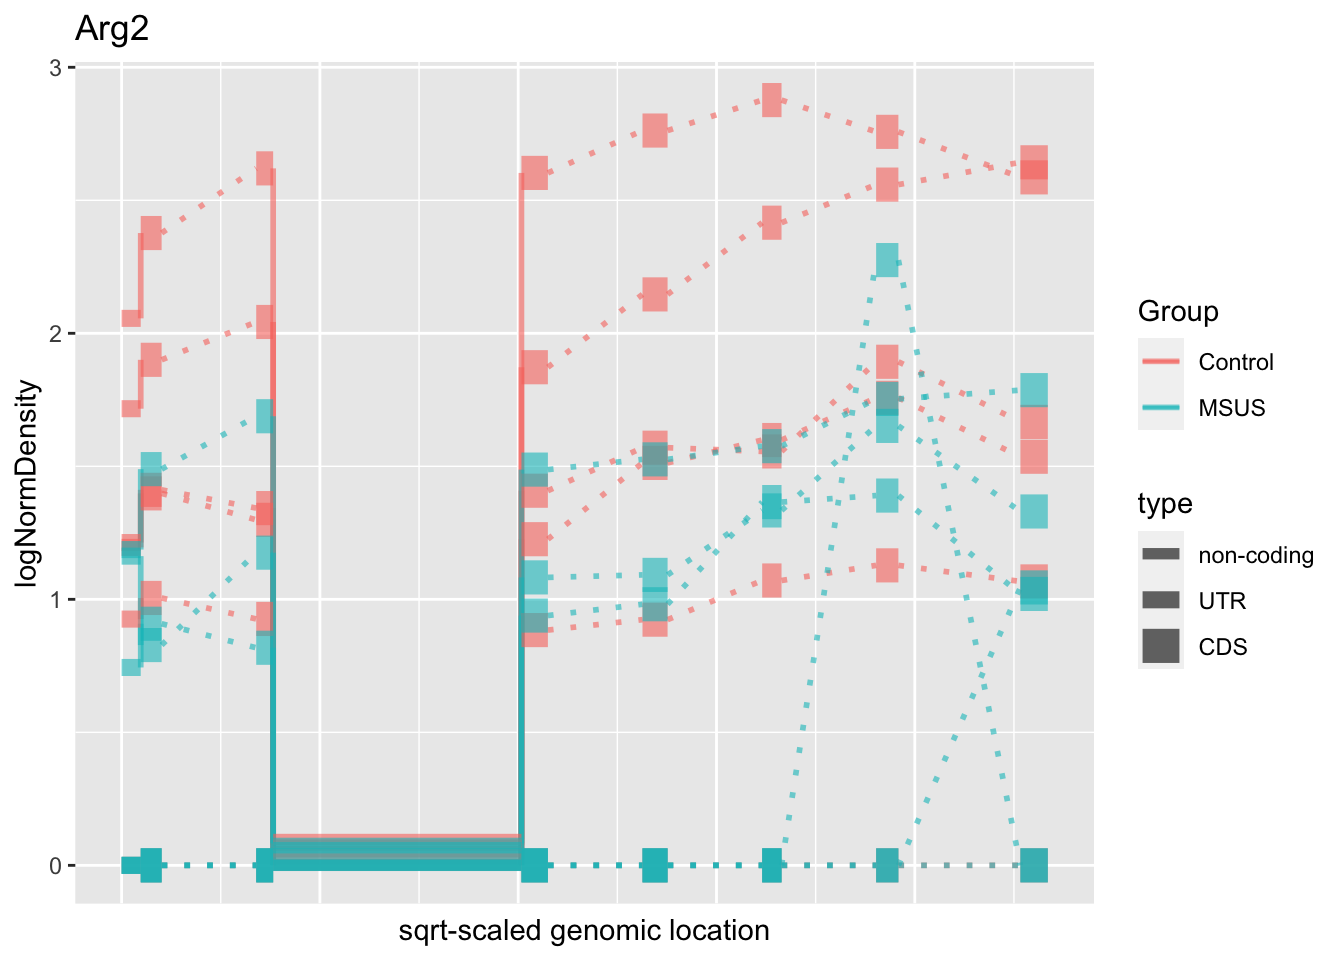 Arg2
3
2
1
0
logNormDensity
sqrt-scaled genomic location
Group
Control
MSUS
type
non-coding
UTR
CDS